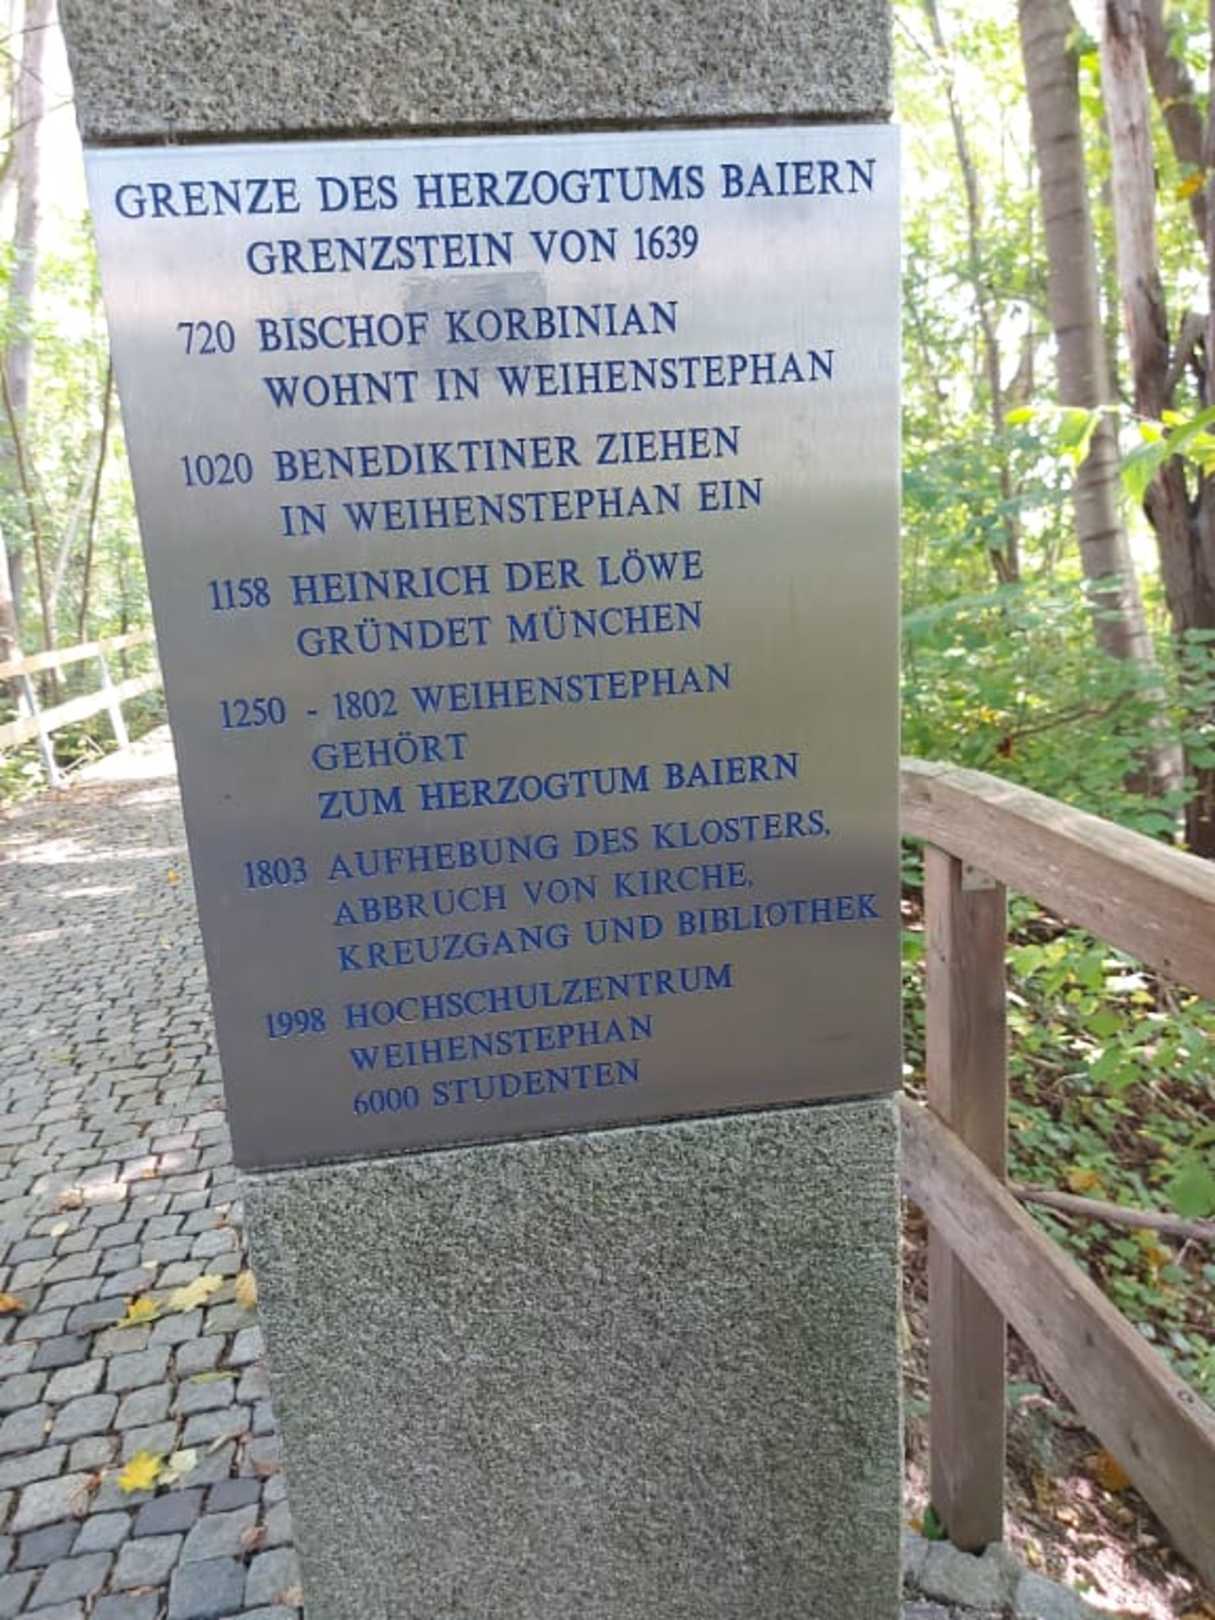 GRENZE DES HERZOGTUMS BAIERN
GRENZSTEIN VON 1639
720 BISCHOF KORBINIAN
WOHNT IN WEIHENSTEPHAN
1020 BENEDIKTINER ZIEHEN
IN WEIHENSTEPHAN EIN
1158 HEINRICH DER LÖWE
GRÜNDET MÜNCHEN
1250 - 1802 WEIHENSTEPHAN
GEHÖRT
ZUM HERZOGTUM BAIERN
1803 AUFHEBUNG DES KLOSTERS,
ABBRUCH VON KIRCHE,
KREUZGANG UND BIBLIOTHEK
1998 HOCHSCHULZENTRUM
WEIHENSTEPHAN
6000 STUDENTEN